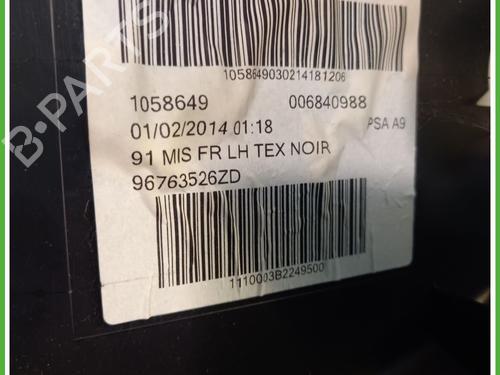 B-PARTS
1058649030214181206
1058649 006840988
01/02/2014 01:18 PSA A9
91 MIS FR LH TEX NOIR
96763526ZD
1110003B2249500